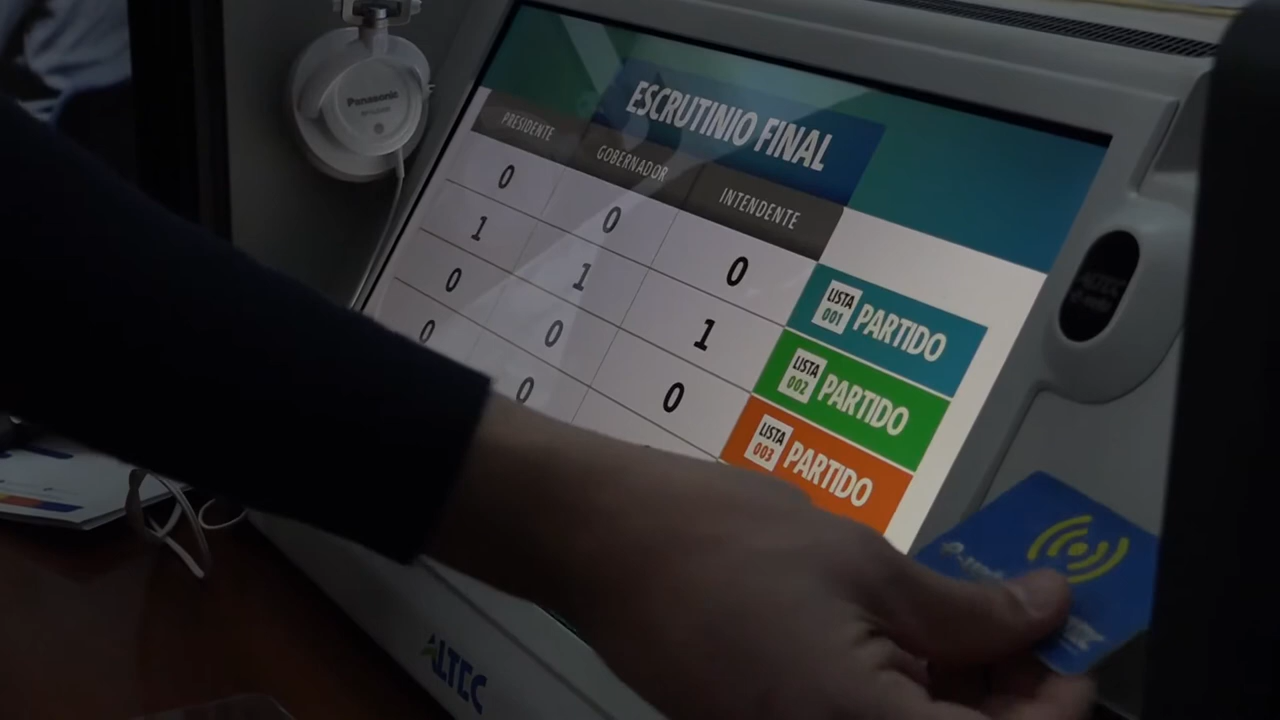 Panasonic
ESCRUTINIO FINAL
PRESIDENTE GOBERNADOR INTENDENTE
0 0 0 LISTA 001 PARTIDO
1 1 1 LISTA 002 PARTIDO
0 0 0 LISTA 003 PARTIDO
0 0
ALTEC